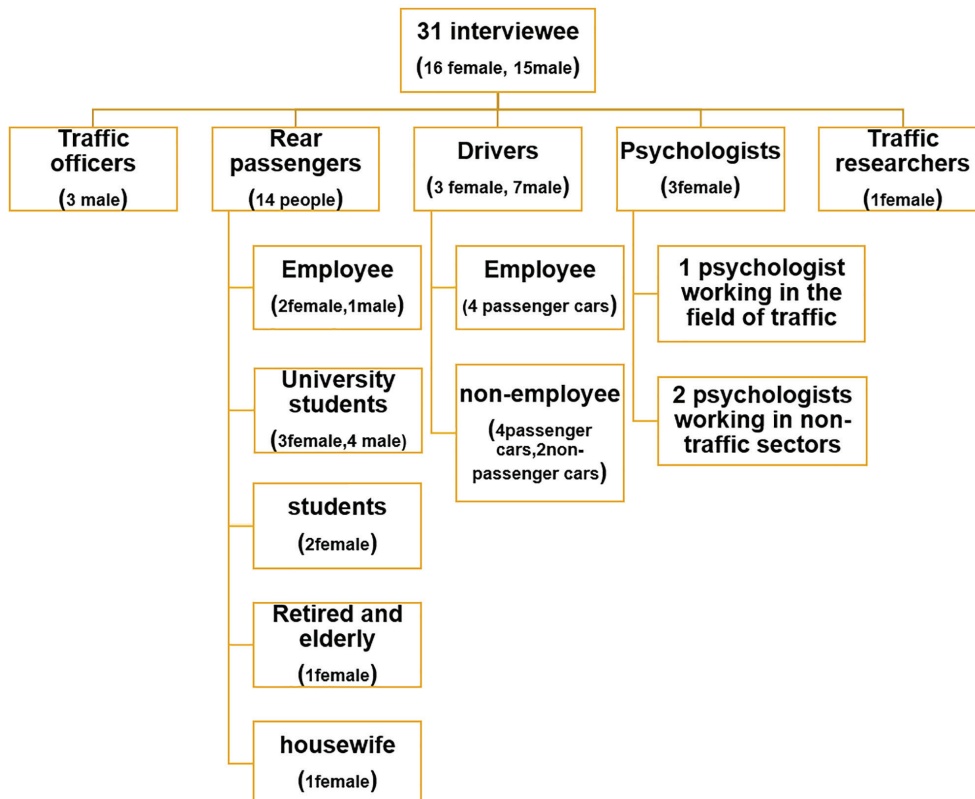 31 interviewee
(16 female, 15male)
Traffic
officers
(3 male)
Rear
passengers
(14 people)
Drivers
(3 female, 7male)
Psychologists
(3female)
Traffic
researchers
(1female)
Employee
(2female,1male)
University
students
(3female,4 male)
students
(2female)
Retired and
elderly
(1female)
housewife
(1female)
Employee
(4 passenger cars)
non-employee
(4passenger
cars,2non-
passenger cars)
1 psychologist
working in the
field of traffic
2 psychologists
working in non-
traffic sectors